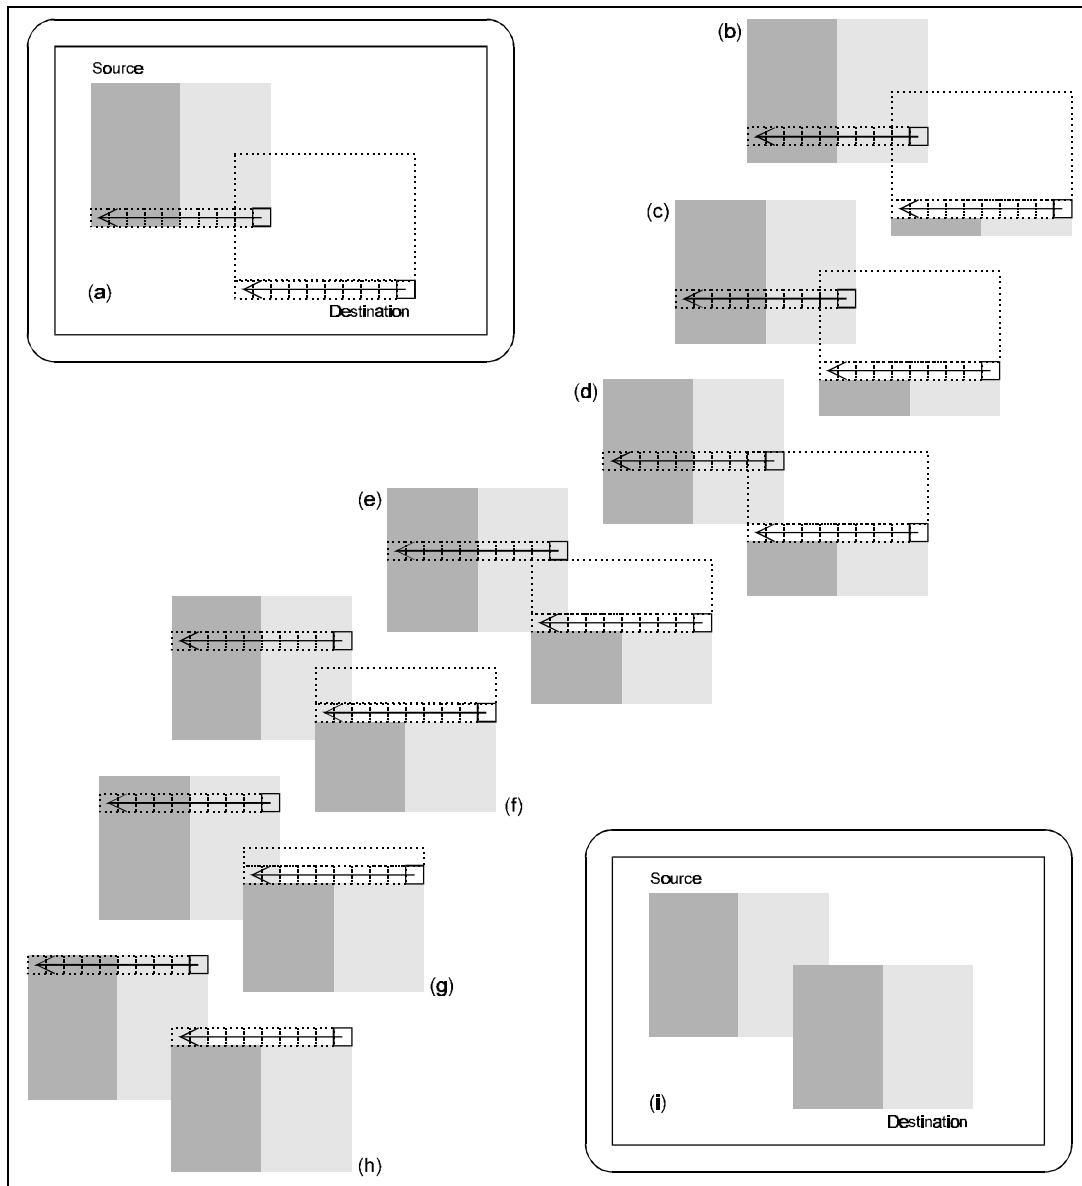 Source
(a)
Destination
(b)
(c)
(d)
(e)
(f)
(g)
(h)
Source
(i)
Destination